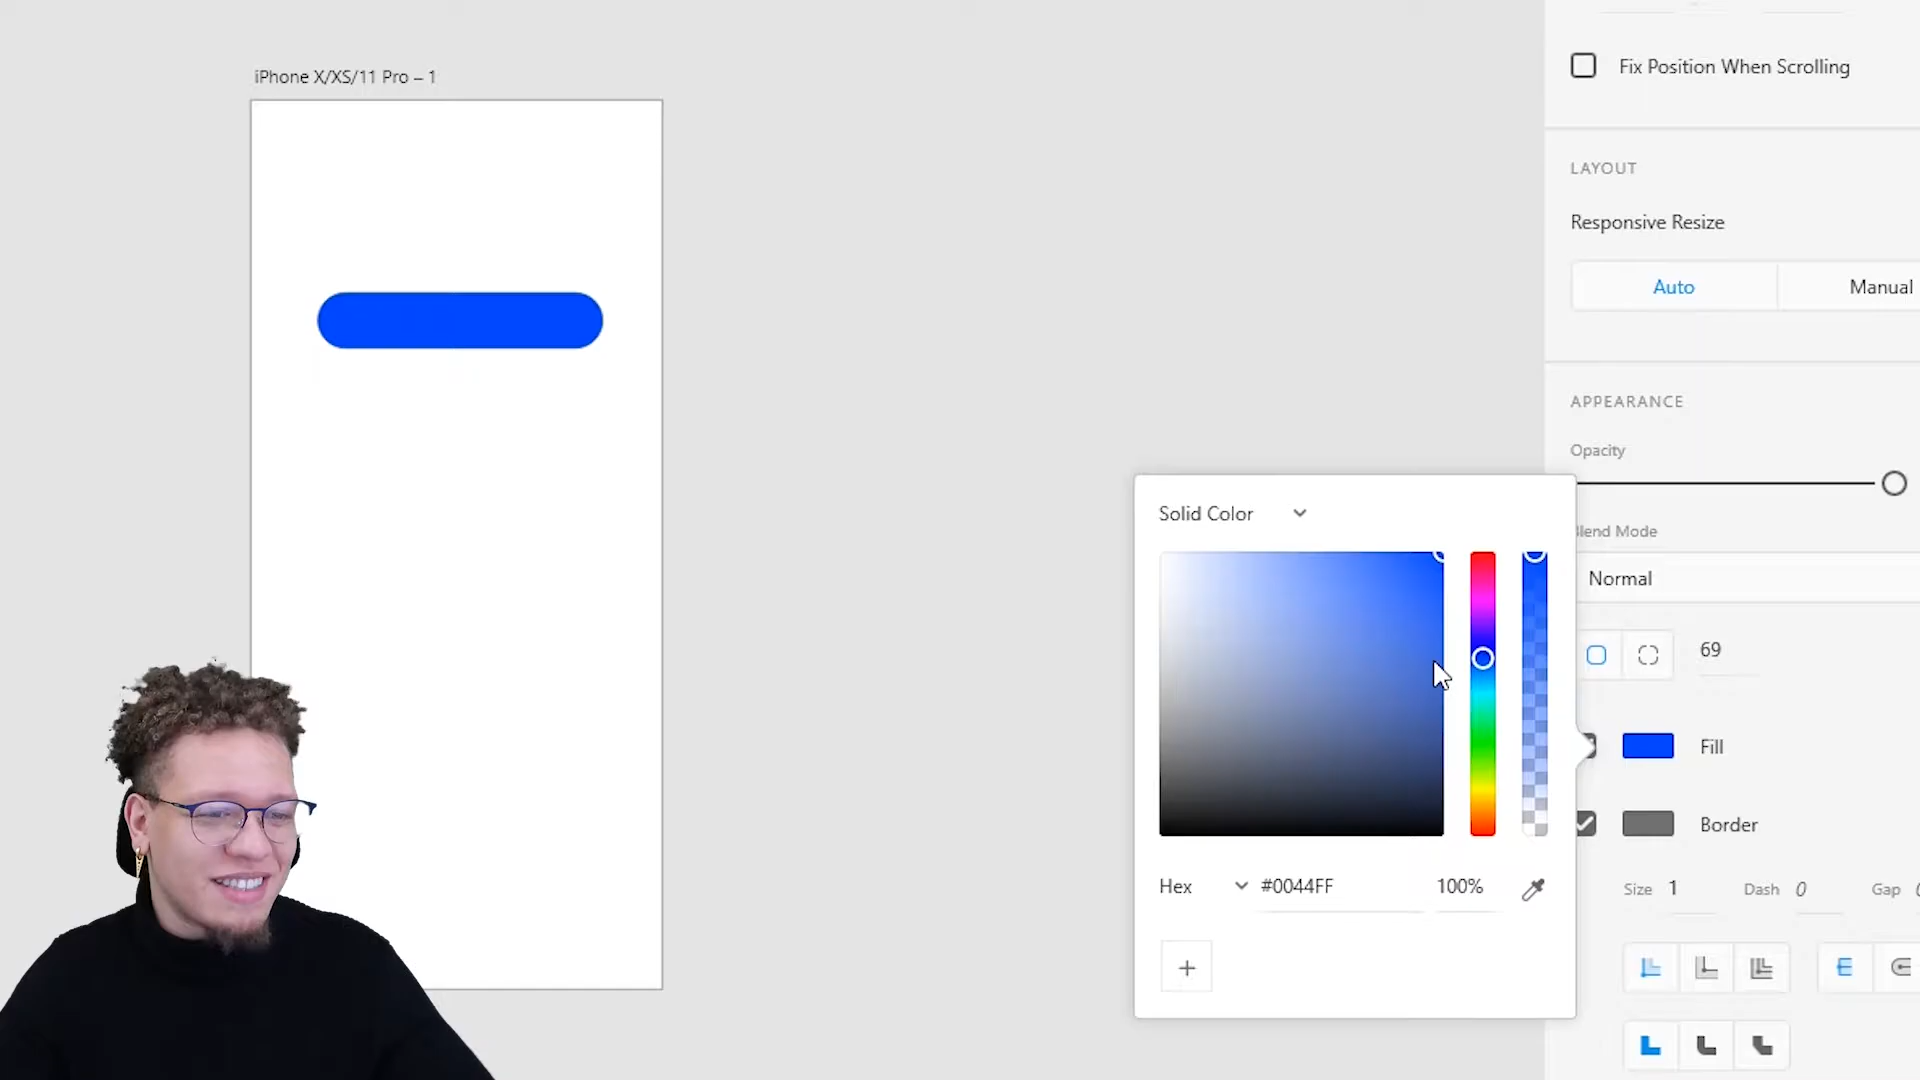 iPhone X/XS/11 Pro – 1
Fix Position When Scrolling
LAYOUT
Responsive Resize
Auto
Manual
APPEARANCE
Opacity
Solid Color
Blend Mode
Normal
69
Fill
Border
Hex
#0044FF
100%
Size 1
Dash 0
Gap
+